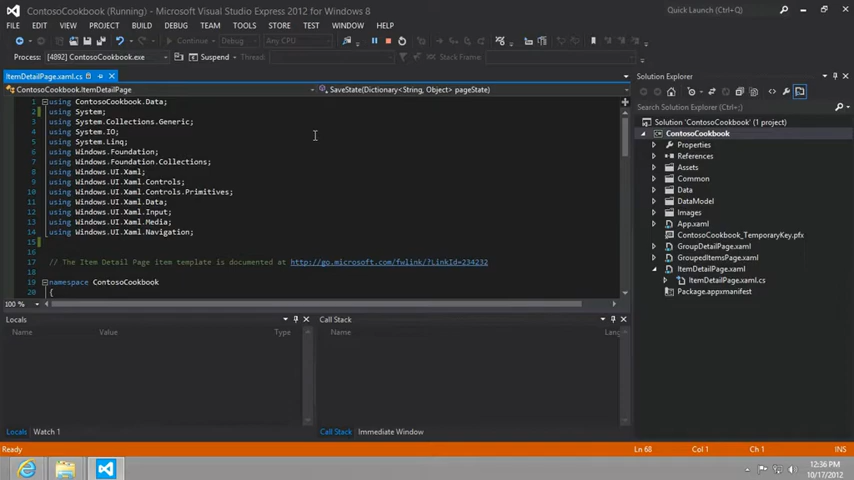 ContosoCookbook (Running) - Microsoft Visual Studio Express 2012 for Windows 8
Quick Launch (Ctrl+Q)
FILE EDIT VIEW PROJECT BUILD DEBUG TEAM TOOLS STORE TEST WINDOW HELP
Continue Debug Any CPU
Process: [4892] ContosoCookbook.exe Suspend Thread: Stack Frame:
ItemDetailPage.xaml.cs
ContosoCookbook.ItemDetailPage SaveState(Dictionary<String, Object> pageState)
1 using ContosoCookbook.Data;
2 using System;
3 using System.Collections.Generic;
4 using System.IO;
5 using System.Linq;
6 using Windows.Foundation;
7 using Windows.Foundation.Collections;
8 using Windows.UI.Xaml;
9 using Windows.UI.Xaml.Controls;
10 using Windows.UI.Xaml.Controls.Primitives;
11 using Windows.UI.Xaml.Data;
12 using Windows.UI.Xaml.Input;
13 using Windows.UI.Xaml.Media;
14 using Windows.UI.Xaml.Navigation;
15
16
17 // The Item Detail Page item template is documented at http://go.microsoft.com/fwlink/?LinkId=234232
18
19 namespace ContosoCookbook
20 {
100 %
Solution Explorer
Search Solution Explorer (Ctrl+;)
Solution 'ContosoCookbook' (1 project)
ContosoCookbook
Properties
References
Assets
Common
Data
DataModel
Images
App.xaml
ContosoCookbook_TemporaryKey.pfx
GroupDetailPage.xaml
GroupedItemsPage.xaml
ItemDetailPage.xaml
ItemDetailPage.xaml.cs
Package.appxmanifest
Locals
Name Value Type
Locals Watch 1
Call Stack
Name Lang
Call Stack Immediate Window
Ready Ln 68 Col 1 Ch 1 INS
12:36 PM
10/17/2012